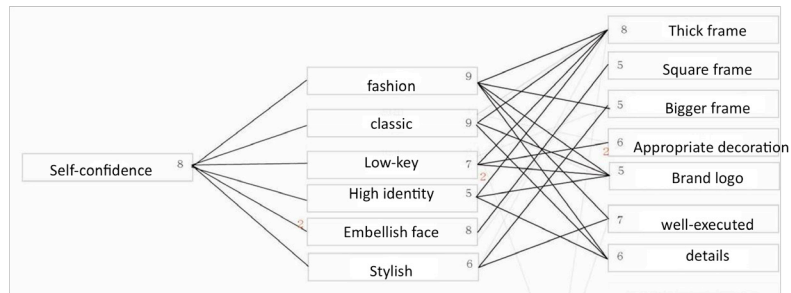 Self-confidence 8
fashion 9
classic 9
Low-key 7
2
High identity 5
2
Embellish face 8
Stylish 6
8 Thick frame
5 Square frame
5 Bigger frame
6 Appropriate decoration
2
5 Brand logo
7 well-executed
6 details